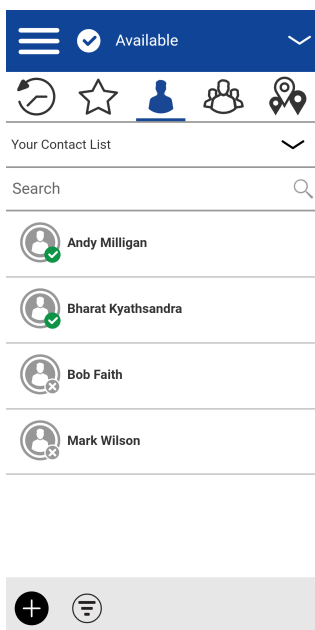 Available
Your Contact List
Search
Andy Milligan
Bharat Kyathsandra
Bob Faith
Mark Wilson